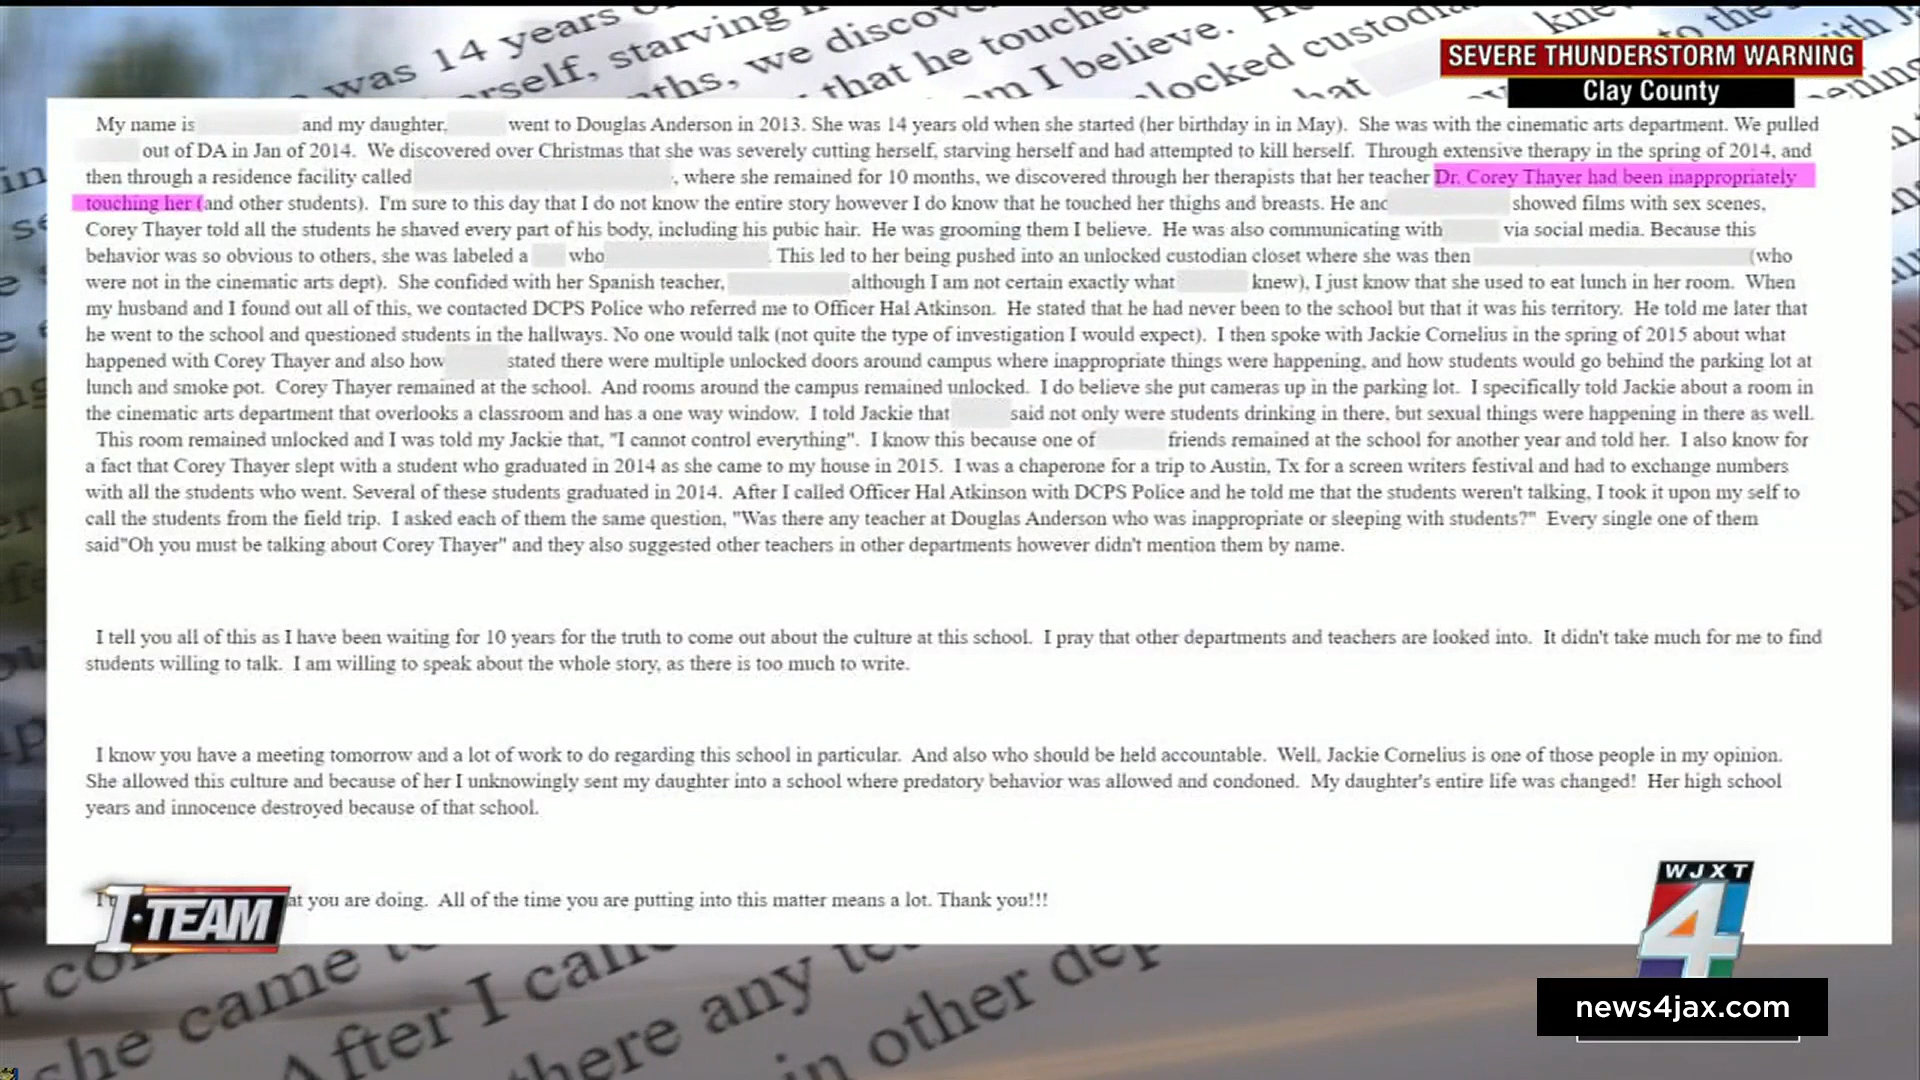 SEVERE THUNDERSTORM WARNING
Clay County
My name is and my daughter, went to Douglas Anderson in 2013. She was 14 years old when she started (her birthday in in May). She was with the cinematic arts department. We pulled
out of DA in Jan of 2014. We discovered over Christmas that she was severely cutting herself, starving herself and had attempted to kill herself. Through extensive therapy in the spring of 2014, and
then through a residence facility called , where she remained for 10 months, we discovered through her therapists that her teacher Dr. Corey Thayer had been inappropriately
touching her (and other students). I'm sure to this day that I do not know the entire story however I do know that he touched her thighs and breasts. He and showed films with sex scenes,
Corey Thayer told all the students he shaved every part of his body, including his pubic hair. He was grooming them I believe. He was also communicating with via social media. Because this
behavior was so obvious to others, she was labeled a who . This led to her being pushed into an unlocked custodian closet where she was then (who
were not in the cinematic arts dept). She confided with her Spanish teacher, although I am not certain exactly what knew), I just know that she used to eat lunch in her room. When
my husband and I found out all of this, we contacted DCPS Police who referred me to Officer Hal Atkinson. He stated that he had never been to the school but that it was his territory. He told me later that
he went to the school and questioned students in the hallways. No one would talk (not quite the type of investigation I would expect). I then spoke with Jackie Cornelius in the spring of 2015 about what
happened with Corey Thayer and also how stated there were multiple unlocked doors around campus where inappropriate things were happening, and how students would go behind the parking lot at
lunch and smoke pot. Corey Thayer remained at the school. And rooms around the campus remained unlocked. I do believe she put cameras up in the parking lot. I specifically told Jackie about a room in
the cinematic arts department that overlooks a classroom and has a one way window. I told Jackie that said not only were students drinking in there, but sexual things were happening in there as well.
This room remained unlocked and I was told my Jackie that, "I cannot control everything". I know this because one of friends remained at the school for another year and told her. I also know for
a fact that Corey Thayer slept with a student who graduated in 2014 as she came to my house in 2015. I was a chaperone for a trip to Austin, Tx for a screen writers festival and had to exchange numbers
with all the students who went. Several of these students graduated in 2014. After I called Officer Hal Atkinson with DCPS Police and he told me that the students weren't talking, I took it upon my self to
call the students from the field trip. I asked each of them the same question, "Was there any teacher at Douglas Anderson who was inappropriate or sleeping with students?" Every single one of them
said"Oh you must be talking about Corey Thayer" and they also suggested other teachers in other departments however didn't mention them by name.
I tell you all of this as I have been waiting for 10 years for the truth to come out about the culture at this school. I pray that other departments and teachers are looked into. It didn't take much for me to find
students willing to talk. I am willing to speak about the whole story, as there is too much to write.
I know you have a meeting tomorrow and a lot of work to do regarding this school in particular. And also who should be held accountable. Well, Jackie Cornelius is one of those people in my opinion.
She allowed this culture and because of her I unknowingly sent my daughter into a school where predatory behavior was allowed and condoned. My daughter's entire life was changed! Her high school
years and innocence destroyed because of that school.
you are doing. All of the time you are putting into this matter means a lot. Thank you!!!
I·TEAM
WJXT
4
news4jax.com
she came
After I
there any
in other